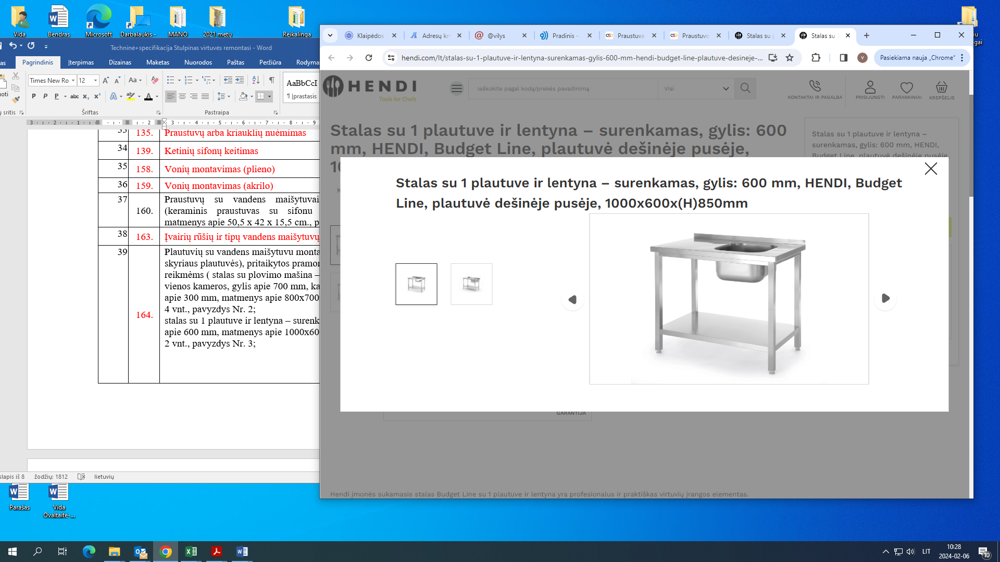 Vida
Bendras
Microsoft
Darbalaukis -
MANO
2021 metų
Reikalinga
Techninė+specifikacija Stulpinas virtuvės remontasi - Word
as
Pagrindinis
Įterpimas
Dizainas
Maketas
Nuorodos
Paštas
Peržiūra
Rodyma
Times New Ro
12
Aa
AaBbCcI
¶ Įprastasis
Šriftas
Pastraipa
135. Praustuvų arba kriauklių nuėmimas
34 139. Ketinių sifonų keitimas
35 158. Vonių montavimas (plieno)
36 159. Vonių montavimas (akrilo)
37 160. Praustuvų su vandens maišytuvai
(keraminis praustuvas su sifonu
matmenys apie 50,5 x 42 x 15,5 cm., p
38 163. Įvairių rūšių ir tipų vandens maišytuvų
39 164. Plautuvių su vandens maišytuvu monta
skyriaus plautuvės), pritaikytos pramon
reikmėms ( stalas su plovimo mašina –
vienos kameros, gylis apie 700 mm, ka
apie 300 mm, matmenys apie 800x700
4 vnt., pavyzdys Nr. 2;
stalas su 1 plautuve ir lentyna – surenk
apie 600 mm, matmenys apie 1000x60
2 vnt., pavyzdys Nr. 3;
slapis iš 8
žodžių: 1812
lietuvių
Parašas
Vida
Ovaltaitė-...
Klaipėdos
Adresų kn
@vilys
Pradinis -
Praustuva
Praustuvo
Stalas su p
Stalas su 1
hendi.com/lt/stalas-su-1-plautuve-ir-lentyna-surenkamas-gylis-600-mm-hendi-budget-line-plautuve-desineje-...
Pasiekiama nauja „Chrome“
HENDI
Tools for Chefs
Ieškokite pagal kodą/prekės pavadinimą
Visi
KONTAKTAI IR PAGALBA
PRISIJUNGTI
PARANKINIAI
KREPŠELIS
Stalas su 1 plautuve ir lentyna – surenkamas, gylis: 600
mm, HENDI, Budget Line, plautuvė dešinėje pusėje,
Stalas su 1 plautuve ir lentyna –
surenkamas, gylis: 600 mm, HENDI,
Budget Line, plautuvė dešinėje pusėje
Stalas su 1 plautuve ir lentyna – surenkamas, gylis: 600 mm, HENDI, Budget
Line, plautuvė dešinėje pusėje, 1000x600x(H)850mm
GARANTIJA
Hendi įmonės sukamasis stalas Budget Line su 1 plautuve ir lentyna yra profesionalus ir praktiškas virtuvių įrangos elementas.
LIT
10:28
2024-02-06
10